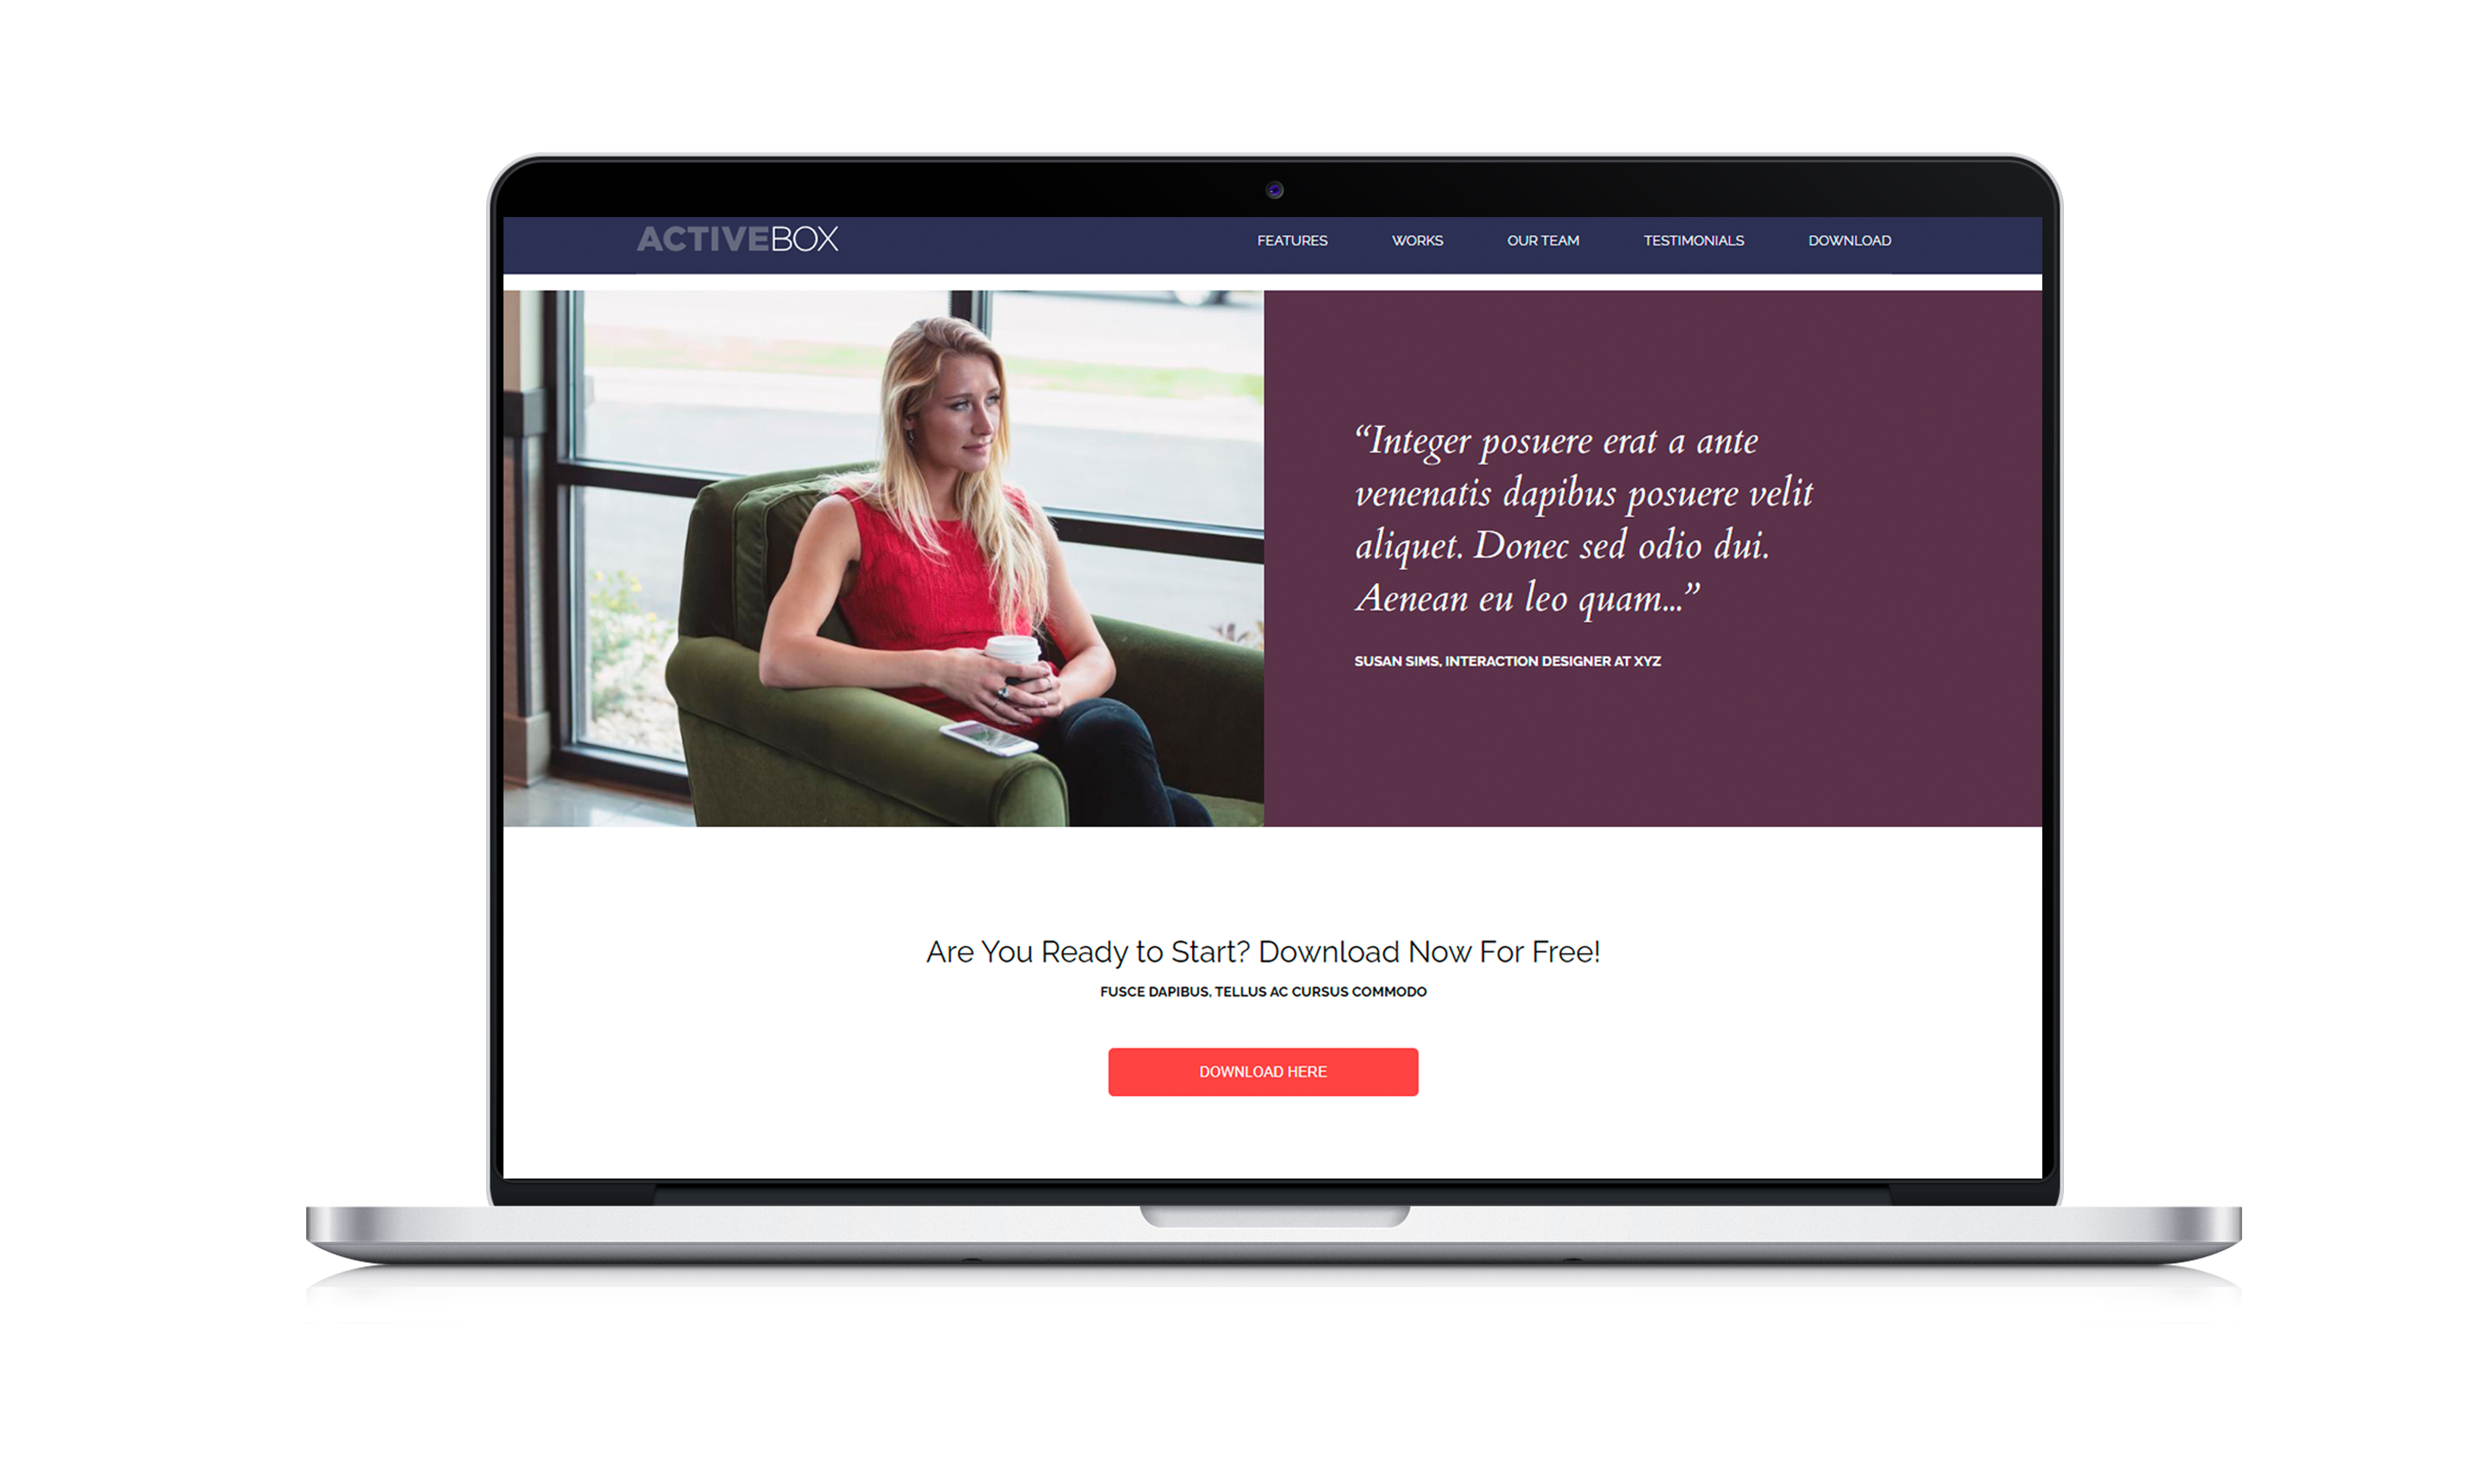 ACTIVEBOX
FEATURES WORKS OUR TEAM TESTIMONIALS DOWNLOAD
“Integer posuere erat a ante
venenatis dapibus posuere velit
aliquet. Donec sed odio dui.
Aenean eu leo quam...”
SUSAN SIMS, INTERACTION DESIGNER AT XYZ
Are You Ready to Start? Download Now For Free!
FUSCE DAPIBUS, TELLUS AC CURSUS COMMODO
DOWNLOAD HERE